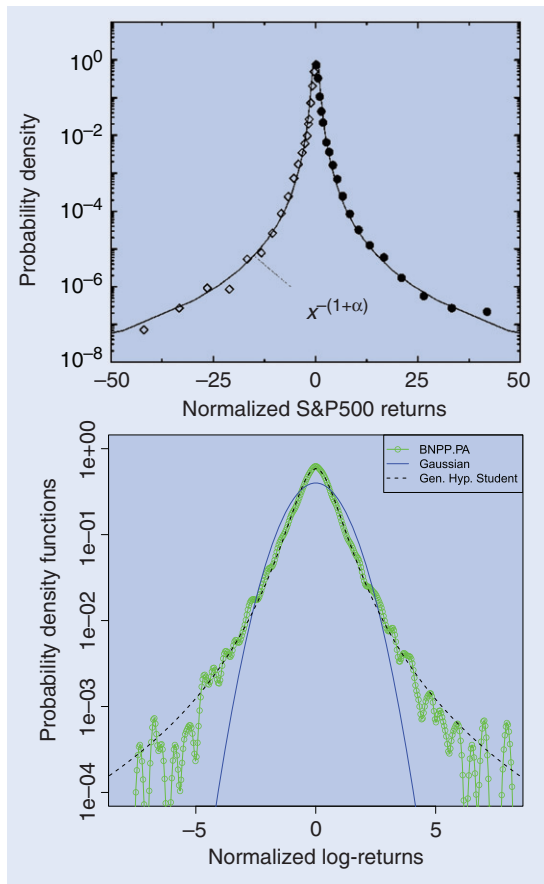 Probability density
10⁰
10⁻²
10⁻⁴
10⁻⁶
10⁻⁸
x^−(1+α)
−50 −25 0 25 50
Normalized S&P500 returns
Probability density functions
1e+00
1e-01
1e-02
1e-03
1e-04
BNPP.PA
Gaussian
Gen. Hyp. Student
−5 0 5
Normalized log-returns